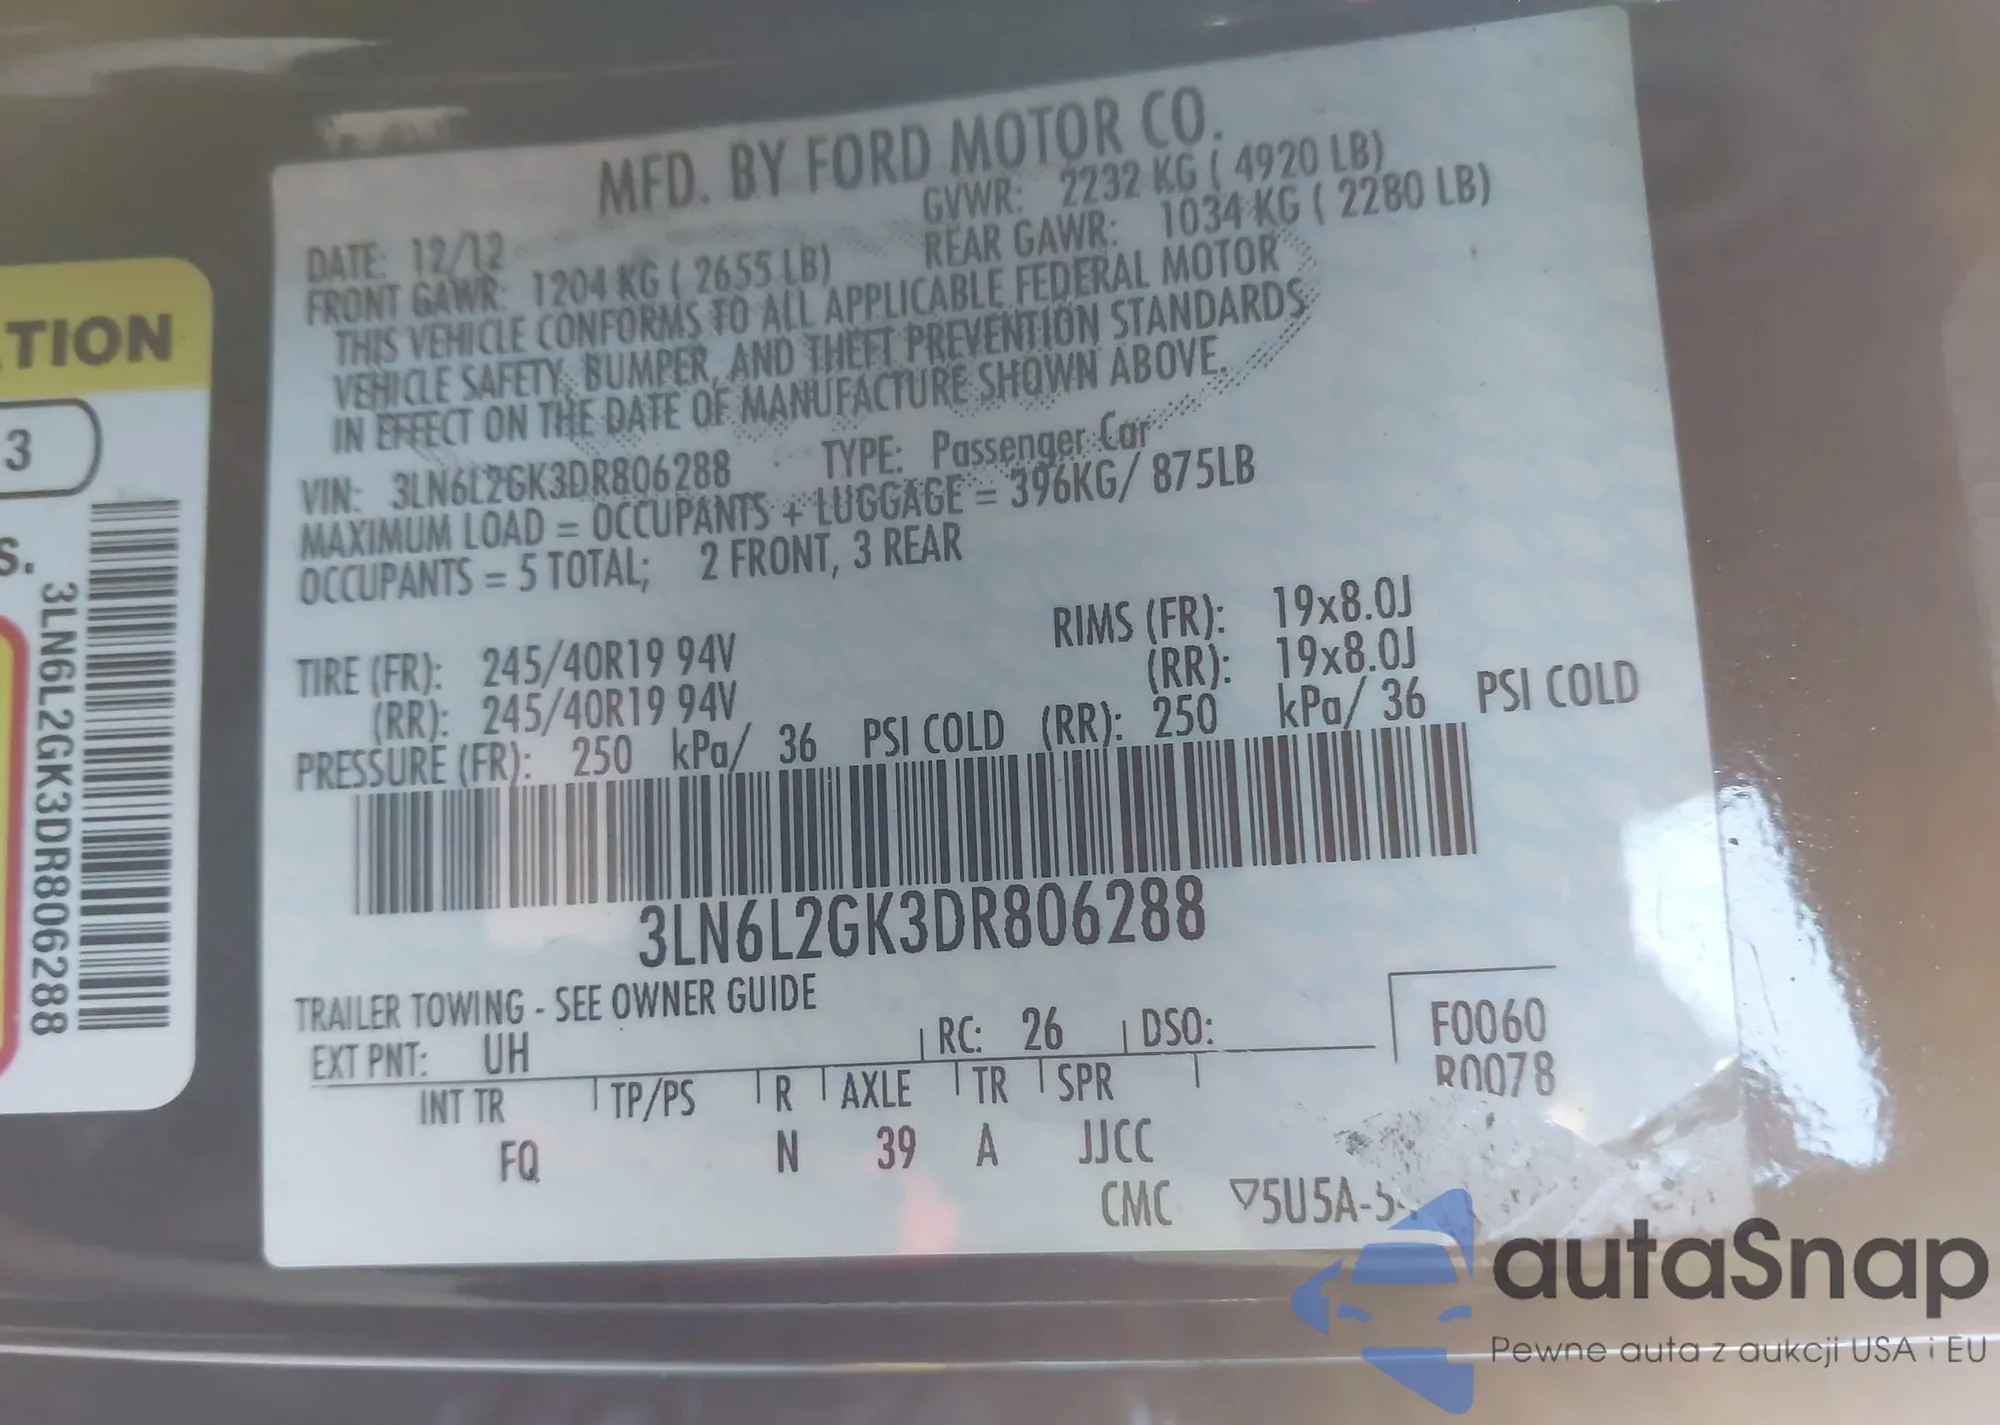 TION
3
S.
3LN6L2GK3DR806288
MFD. BY FORD MOTOR CO.
DATE: 12/12 GVWR: 2232 KG ( 4920 LB)
FRONT GAWR: 1204 KG ( 2655 LB) REAR GAWR: 1034 KG ( 2280 LB)
THIS VEHICLE CONFORMS TO ALL APPLICABLE FEDERAL MOTOR
VEHICLE SAFETY, BUMPER, AND THEFT PREVENTION STANDARDS
IN EFFECT ON THE DATE OF MANUFACTURE SHOWN ABOVE.
VIN: 3LN6L2GK3DR806288 TYPE: Passenger Car
MAXIMUM LOAD = OCCUPANTS + LUGGAGE = 396KG/ 875LB
OCCUPANTS = 5 TOTAL; 2 FRONT, 3 REAR
TIRE (FR): 245/40R19 94V RIMS (FR): 19x8.0J
(RR): 245/40R19 94V (RR): 19x8.0J
PRESSURE (FR): 250 kPa/ 36 PSI COLD (RR): 250 kPa/ 36 PSI COLD
3LN6L2GK3DR806288
TRAILER TOWING - SEE OWNER GUIDE
EXT PNT: UH RC: 26 DSO: F0060
R0078
INT TR TP/PS R AXLE TR SPR
FQ N 39 A JJCC
CMC ▽5U5A-
autaSnap
Pewne auta z aukcji USA i EU